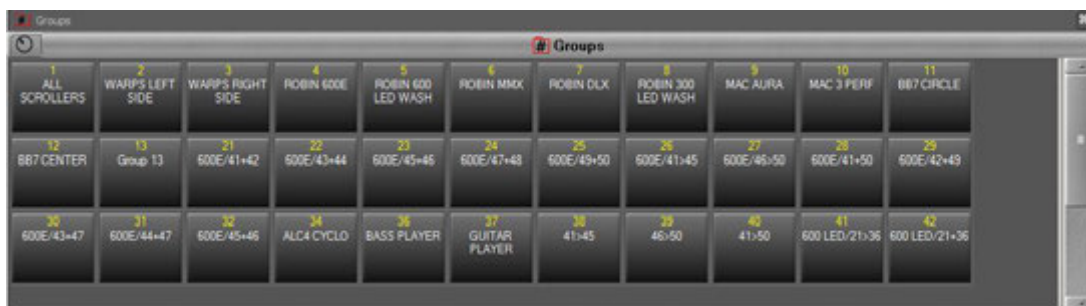 Groups
# Groups
1
ALL
SCROLLERS
2
WARPS LEFT
SIDE
3
WARPS RIGHT
SIDE
4
ROBIN 600E
5
ROBIN 600
LED WASH
6
ROBIN MMX
7
ROBIN DLX
8
ROBIN 300
LED WASH
9
MAC AURA
10
MAC 3 PERF
11
BB7 CIRCLE
12
BB7 CENTER
13
Group 13
21
600E/41+42
22
600E/43+44
23
600E/45+46
24
600E/47+48
25
600E/49+50
26
600E/41>45
27
600E/46>50
28
600E/41+50
29
600E/42+49
30
600E/43+47
31
600E/44+47
32
600E/45+46
34
ALC4 CYCLO
36
BASS PLAYER
37
GUITAR
PLAYER
38
41>45
39
46>50
40
41>50
41
600 LED/21>36
42
600 LED/21+36